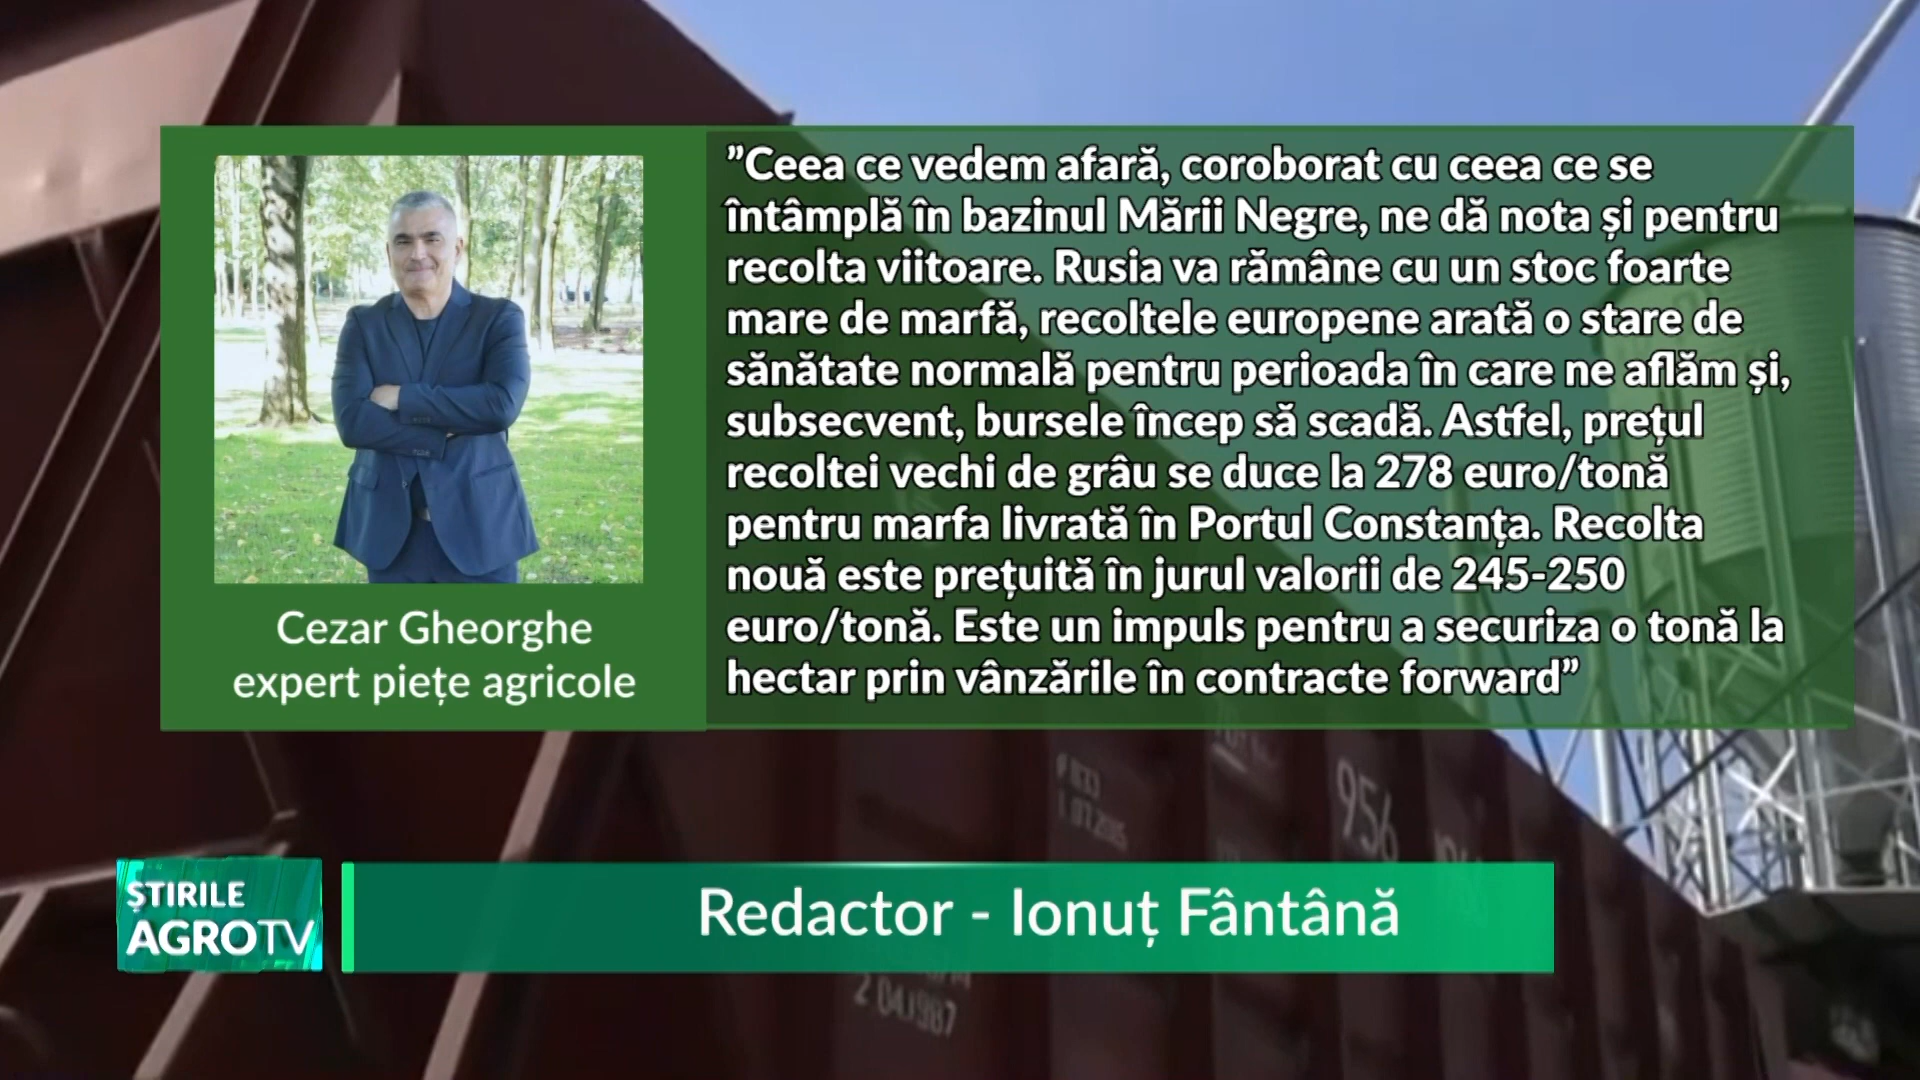 ”Ceea ce vedem afară, coroborat cu ceea ce se
întâmplă în bazinul Mării Negre, ne dă nota și pentru
recolta viitoare. Rusia va rămâne cu un stoc foarte
mare de marfă, recoltele europene arată o stare de
sănătate normală pentru perioada în care ne aflăm și,
subsecvent, bursele încep să scadă. Astfel, prețul
recoltei vechi de grâu se duce la 278 euro/tonă
pentru marfa livrată în Portul Constanța. Recolta
nouă este prețuită în jurul valorii de 245-250
euro/tonă. Este un impuls pentru a securiza o tonă la
hectar prin vânzările în contracte forward”
Cezar Gheorghe
expert piețe agricole
956
ȘTIRILE
AGROTV
Redactor - Ionuț Fântână
2 041987